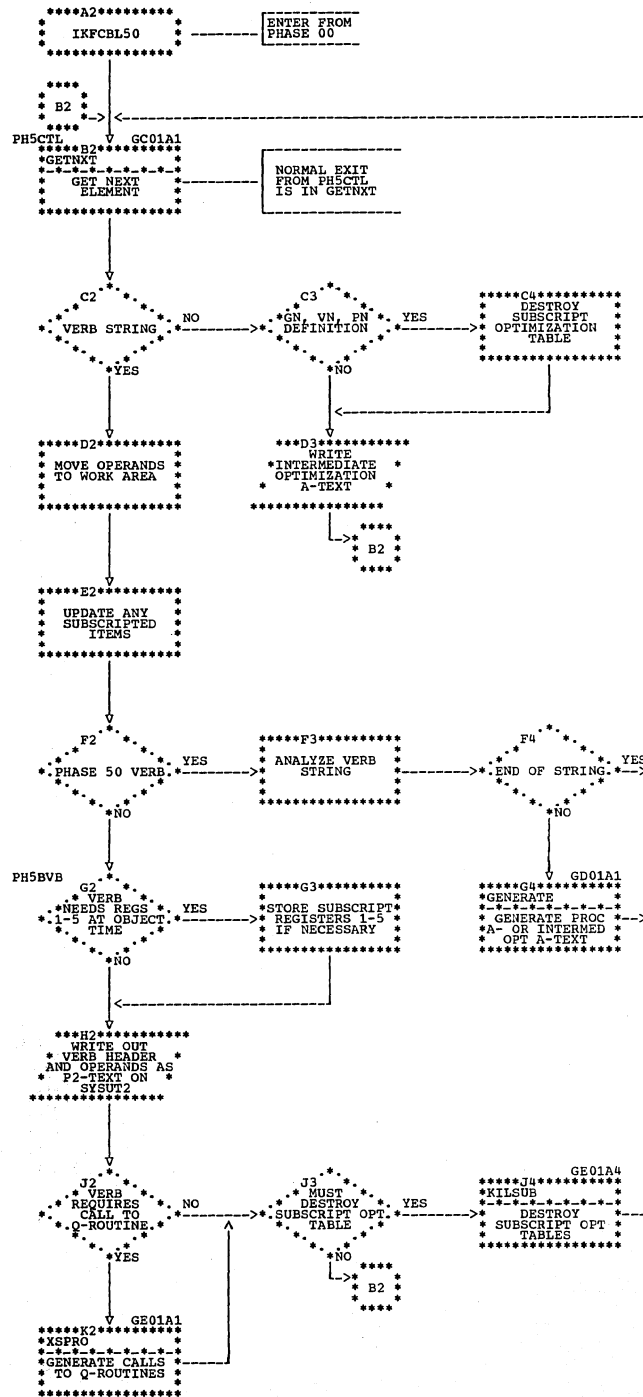 A2
IKFCBL50
ENTER FROM
PHASE 00
B2
PH5CTL
GC01A1
B2
GETNXT
GET NEXT
ELEMENT
NORMAL EXIT
FROM PH5CTL
IS IN GETNXT
C2
VERB STRING
NO
YES
C3
GN, VN, PN
DEFINITION
YES
NO
C4
DESTROY
SUBSCRIPT
OPTIMIZATION
TABLE
D2
MOVE OPERANDS
TO WORK AREA
D3
WRITE
INTERMEDIATE
OPTIMIZATION
A-TEXT
B2
E2
UPDATE ANY
SUBSCRIPTED
ITEMS
F2
PHASE 50 VERB
YES
NO
F3
ANALYZE VERB
STRING
F4
END OF STRING
YES
NO
PH5BVB
G2
VERB
NEEDS REGS
1-5 AT OBJECT
TIME
YES
NO
G3
STORE SUBSCRIPT
REGISTERS 1-5
IF NECESSARY
GD01A1
G4
GENERATE
GENERATE PROC
A- OR INTERMED
OPT A-TEXT
H2
WRITE OUT
VERB HEADER
AND OPERANDS AS
P2-TEXT ON
SYSUT2
J2
VERB
REQUIRES
CALL TO
Q-ROUTINE
NO
YES
J3
MUST
DESTROY
SUBSCRIPT OPT
TABLE
YES
NO
B2
GE01A4
J4
KILSUB
DESTROY
SUBSCRIPT OPT
TABLES
GE01A1
K2
XSPRO
GENERATE CALLS
TO Q-ROUTINES